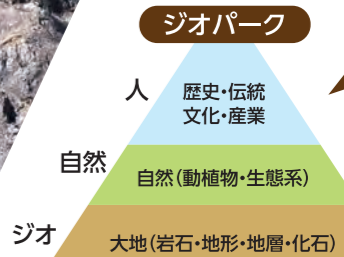 ジオパーク
人
歴史・伝統
文化・産業
自然
自然(動植物・生態系)
ジオ
大地(岩石・地形・地層・化石)